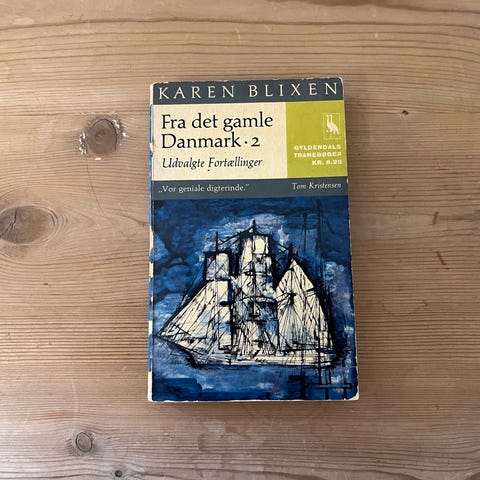 KAREN BLIXEN
Fra det gamle
Danmark · 2
Udvalgte Fortællinger
GYLDENDALS
TRANEBØGER
KR. 6.25
„Vor geniale digterinde.“ Tom Kristensen